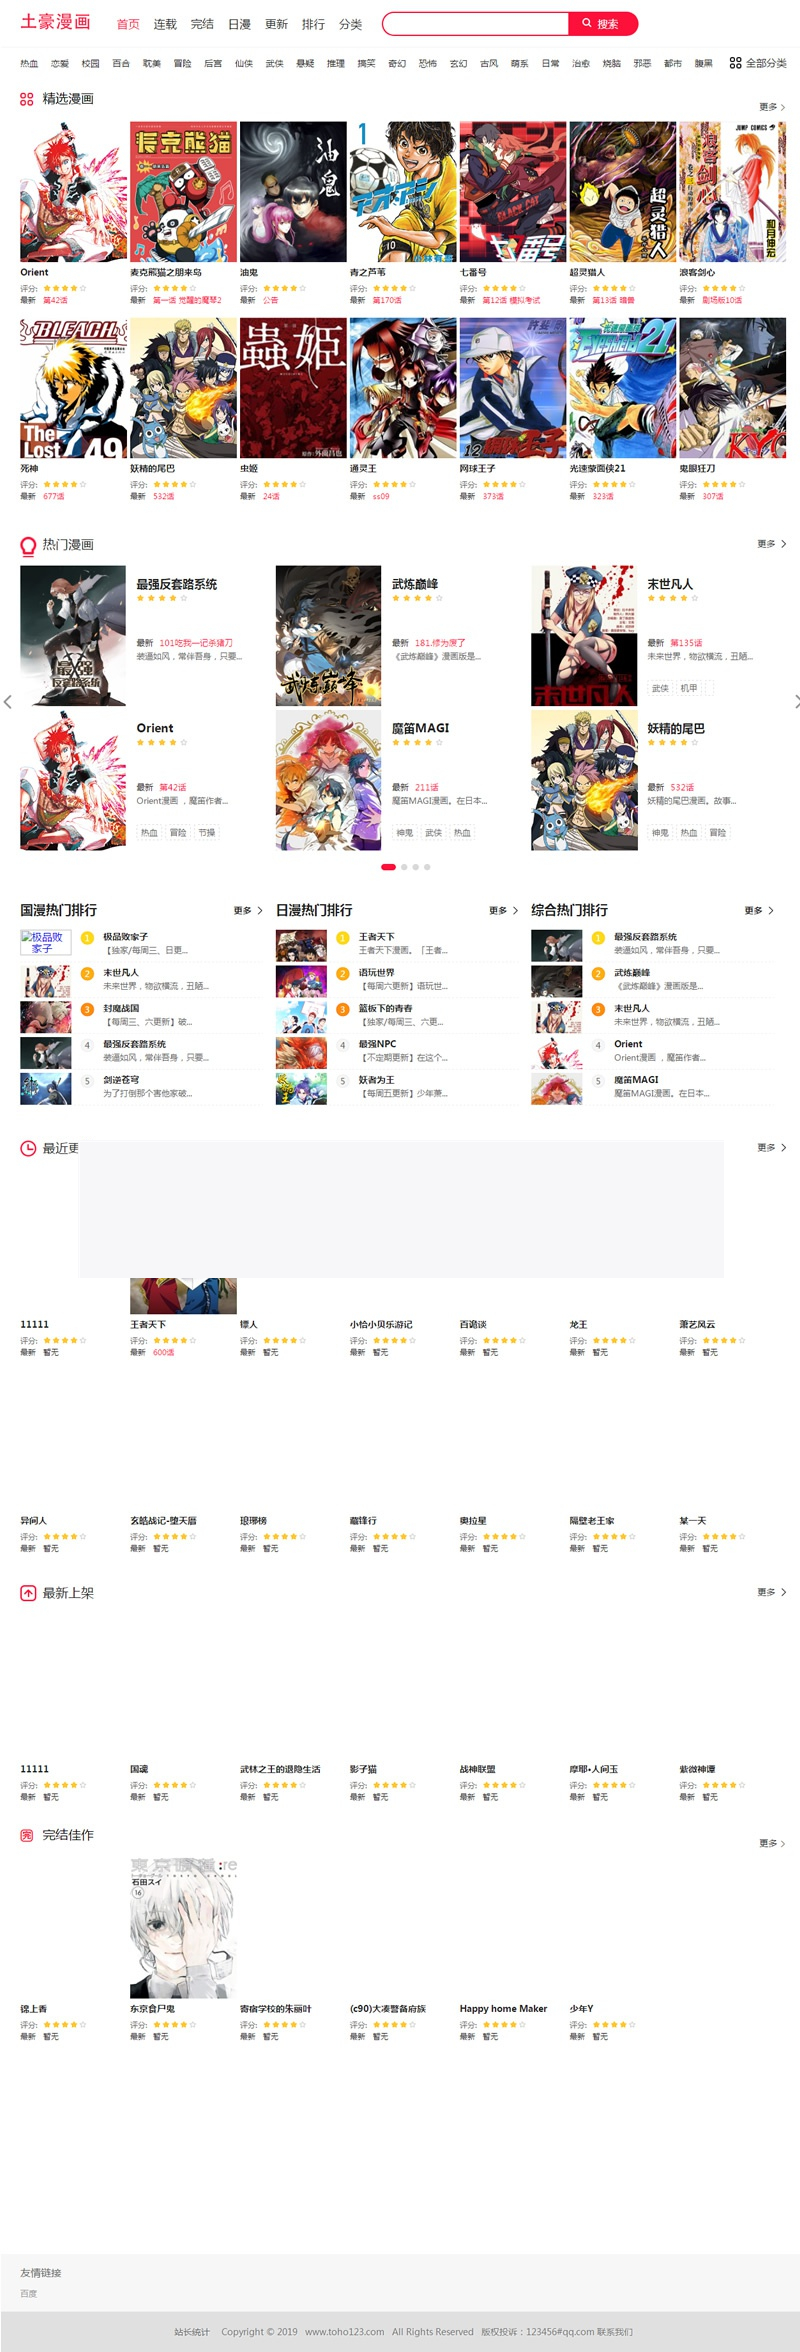 土豪漫画 首页 连载 完结 日漫 更新 排行 分类 搜索
热血 恋爱 校园 百合 耽美 冒险 后宫 仙侠 武侠 悬疑 推理 搞笑 奇幻 恐怖 玄幻 古风 萌系 日常 治愈 烧脑 邪恶 都市 腹黑 全部分类
精选漫画 更多
Orient 麦克熊猫之朋来岛 油鬼 青之芦苇 七番号 超灵猎人 浪客剑心
评分: 评分: 评分: 评分: 评分: 评分: 评分:
最新 第42话 最新 第一话 觉醒的魔琴2 最新 公告 最新 第170话 最新 第12话 模拟考试 最新 第13话 暗兽 最新 剧场版10话
BLEACH
蟲姬
The Lost 49
死神 妖精的尾巴 虫姬 通灵王 网球王子 光速蒙面侠21 鬼眼狂刀
评分: 评分: 评分: 评分: 评分: 评分: 评分:
最新 677话 最新 532话 最新 24话 最新 ss09 最新 373话 最新 323话 最新 307话
热门漫画 更多
最强反套路系统 武炼巅峰 末世凡人
最新 101吃我一记杀猪刀 最新 181.修为废了 最新 第135话
装逼如风，常伴吾身，只要... 《武炼巅峰》漫画版是... 未来世界，物欲横流，丑陋...
武侠 机甲
Orient 魔笛MAGI 妖精的尾巴
最新 第42话 最新 211话 最新 532话
Orient漫画 ，魔笛作者... 魔笛MAGI漫画。在日本... 妖精的尾巴漫画。故事...
热血 冒险 节操 神鬼 武侠 热血 神鬼 热血 冒险
国漫热门排行 更多 日漫热门排行 更多 综合热门排行 更多
极品败家子 1 极品败家子 1 王者天下 1 最强反套路系统
【独家/每周三、日更... 王者天下漫画。「王者... 装逼如风，常伴吾身，只要...
2 末世凡人 2 语玩世界 2 武炼巅峰
未来世界，物欲横流，丑陋... 【每周六更新】语玩世... 《武炼巅峰》漫画版是...
3 封魔战国 3 篮板下的青春 3 末世凡人
【每周三、六更新】破... 【独家/每周三、六更... 未来世界，物欲横流，丑陋...
4 最强反套路系统 4 最强NPC 4 Orient
装逼如风，常伴吾身，只要... 【不定期更新】在这个... Orient漫画 ，魔笛作者...
5 剑逆苍穹 5 妖者为王 5 魔笛MAGI
为了打倒那个害他家破... 【每周五更新】少年萧... 魔笛MAGI漫画。在日本...
最近更 更多
11111 王者天下 镖人 小恰小贝乐游记 百诡谈 龙王 萧艺风云
评分: 评分: 评分: 评分: 评分: 评分: 评分:
最新 暂无 最新 600话 最新 暂无 最新 暂无 最新 暂无 最新 暂无 最新 暂无
异间人 玄皓战记-堕天厝 琅琊榜 藏锋行 奥拉星 隔壁老王家 某一天
评分: 评分: 评分: 评分: 评分: 评分: 评分:
最新 暂无 最新 暂无 最新 暂无 最新 暂无 最新 暂无 最新 暂无 最新 暂无
最新上架 更多
11111 国魂 武林之王的退隐生活 影子猫 战神联盟 摩耶·人间玉 紫微神谭
评分: 评分: 评分: 评分: 评分: 评分: 评分:
最新 暂无 最新 暂无 最新 暂无 最新 暂无 最新 暂无 最新 暂无 最新 暂无
完 完结佳作 更多
石田スイ
16
锦上香 东京食尸鬼 寄宿学校的朱丽叶 (c90)大凑警备府族 Happy home Maker 少年Y
评分: 评分: 评分: 评分: 评分: 评分:
最新 暂无 最新 暂无 最新 暂无 最新 暂无 最新 暂无 最新 暂无
友情链接
百度
站长统计 Copyright © 2019 www.toho123.com All Rights Reserved 版权投诉：123456#qq.com 联系我们